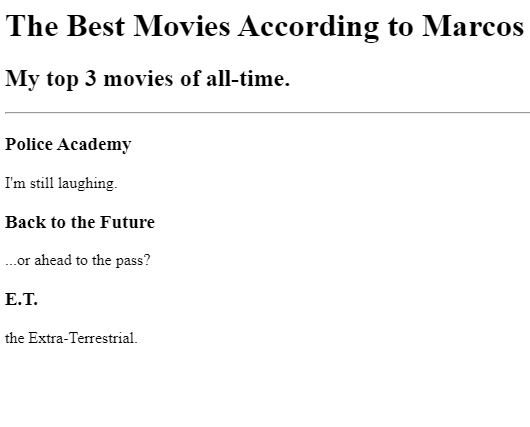 The Best Movies According to Marcos
My top 3 movies of all-time.
Police Academy
I'm still laughing.
Back to the Future
...or ahead to the pass?
E.T.
the Extra-Terrestrial.